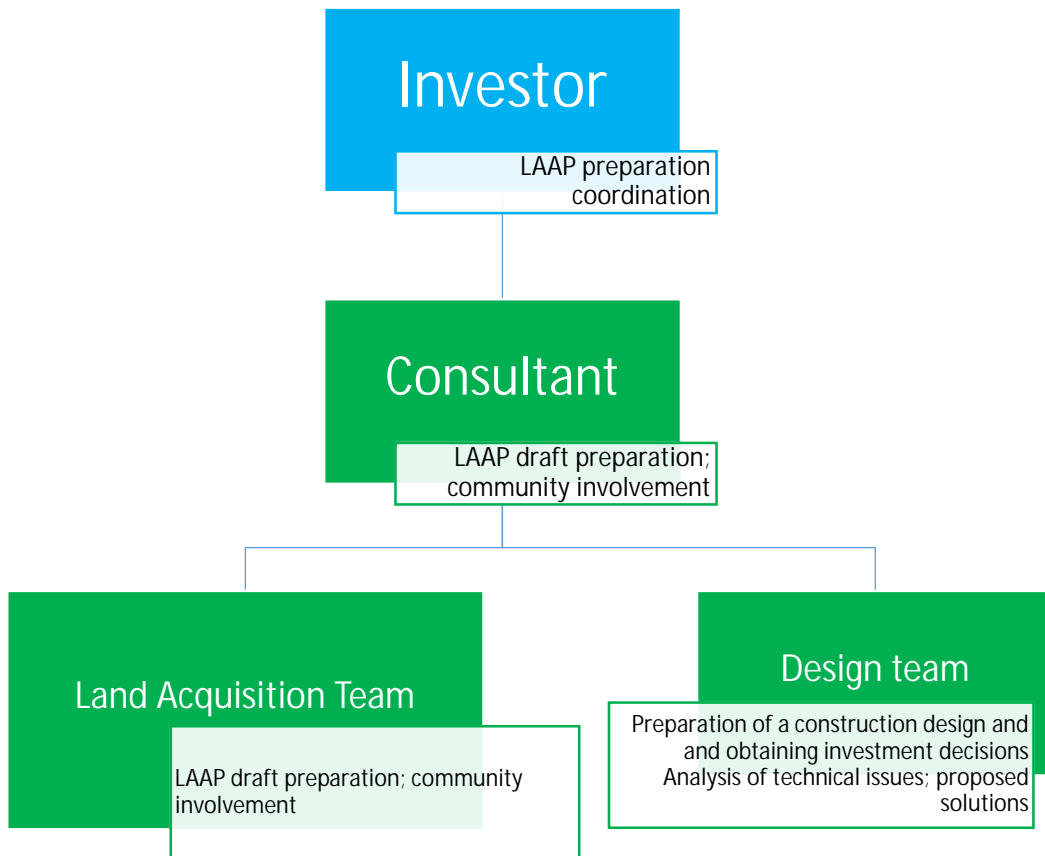 Investor
LAAP preparation
coordination
Consultant
LAAP draft preparation;
community involvement
Land Acquisition Team
LAAP draft preparation; community
involvement
Design team
Preparation of a construction design and
and obtaining investment decisions
Analysis of technical issues; proposed
solutions